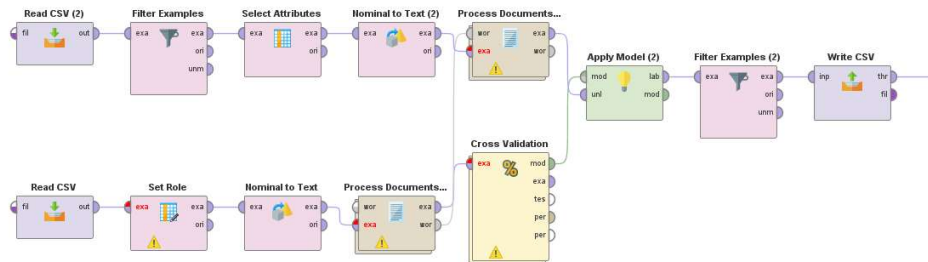 Read CSV (2) Filter Examples Select Attributes Nominal to Text (2) Process Documents...
fil out exa exa exa exa exa exa wor exa
ori ori ori exa wor
unm
Apply Model (2) Filter Examples (2) Write CSV
mod lab exa exa inp thr
unl mod ori fil
unm
Cross Validation
exa mod
exa
tes
per
per
Read CSV Set Role Nominal to Text Process Documents...
fil out exa exa exa exa wor exa
ori ori exa wor